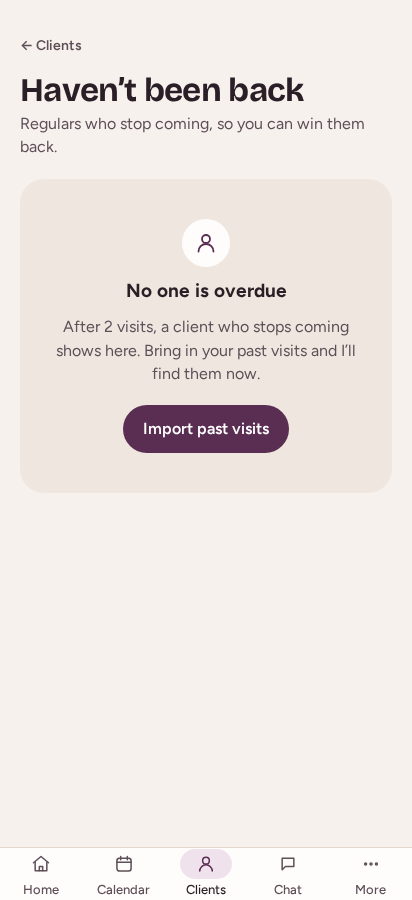 ← Clients
Haven’t been back
Regulars who stop coming, so you can win them
back.
No one is overdue
After 2 visits, a client who stops coming
shows here. Bring in your past visits and I’ll
find them now.
Import past visits
Home
Calendar
Clients
Chat
More